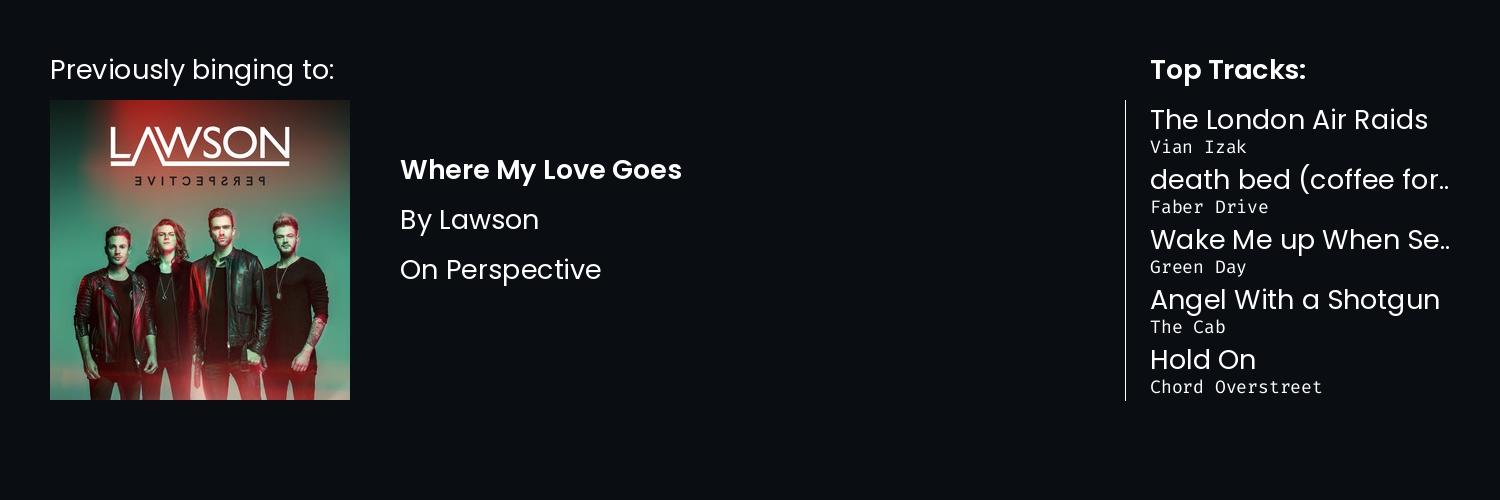 Previously binging to:
LAWSON
PERSPECTIVE
Where My Love Goes
By Lawson
On Perspective
Top Tracks:
The London Air Raids
Vian Izak
death bed (coffee for..
Faber Drive
Wake Me up When Se..
Green Day
Angel With a Shotgun
The Cab
Hold On
Chord Overstreet